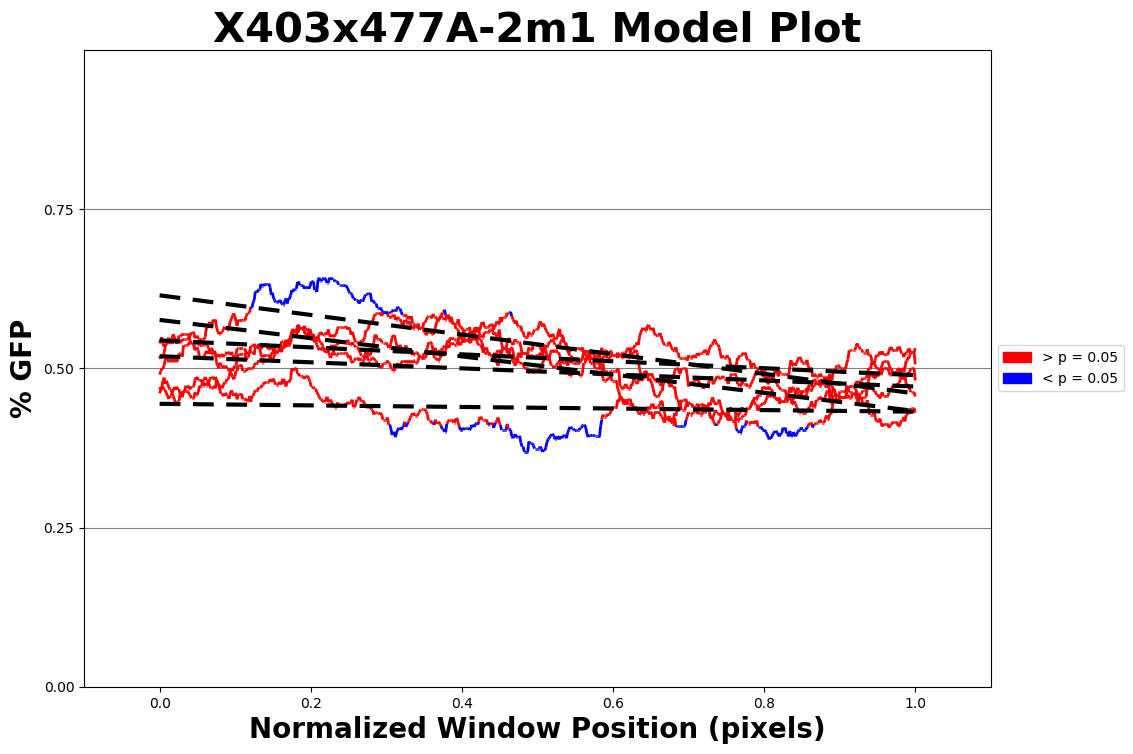 X403x477A-2m1 Model Plot
% GFP
0.75
0.50
0.25
0.00
0.0 0.2 0.4 0.6 0.8 1.0
Normalized Window Position (pixels)
> p = 0.05
< p = 0.05